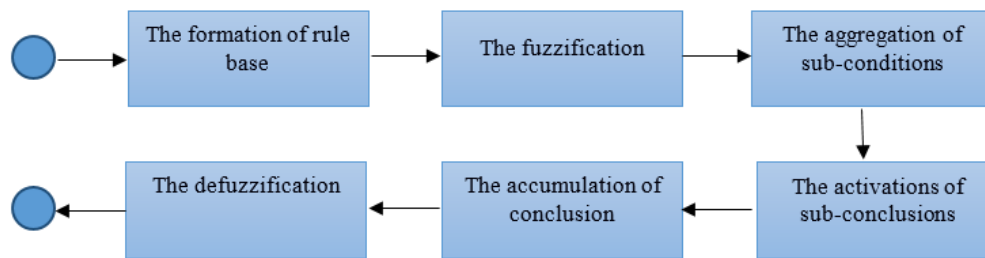 The formation of rule
base
The fuzzification
The aggregation of
sub-conditions
The activations of
sub-conclusions
The accumulation of
conclusion
The defuzzification